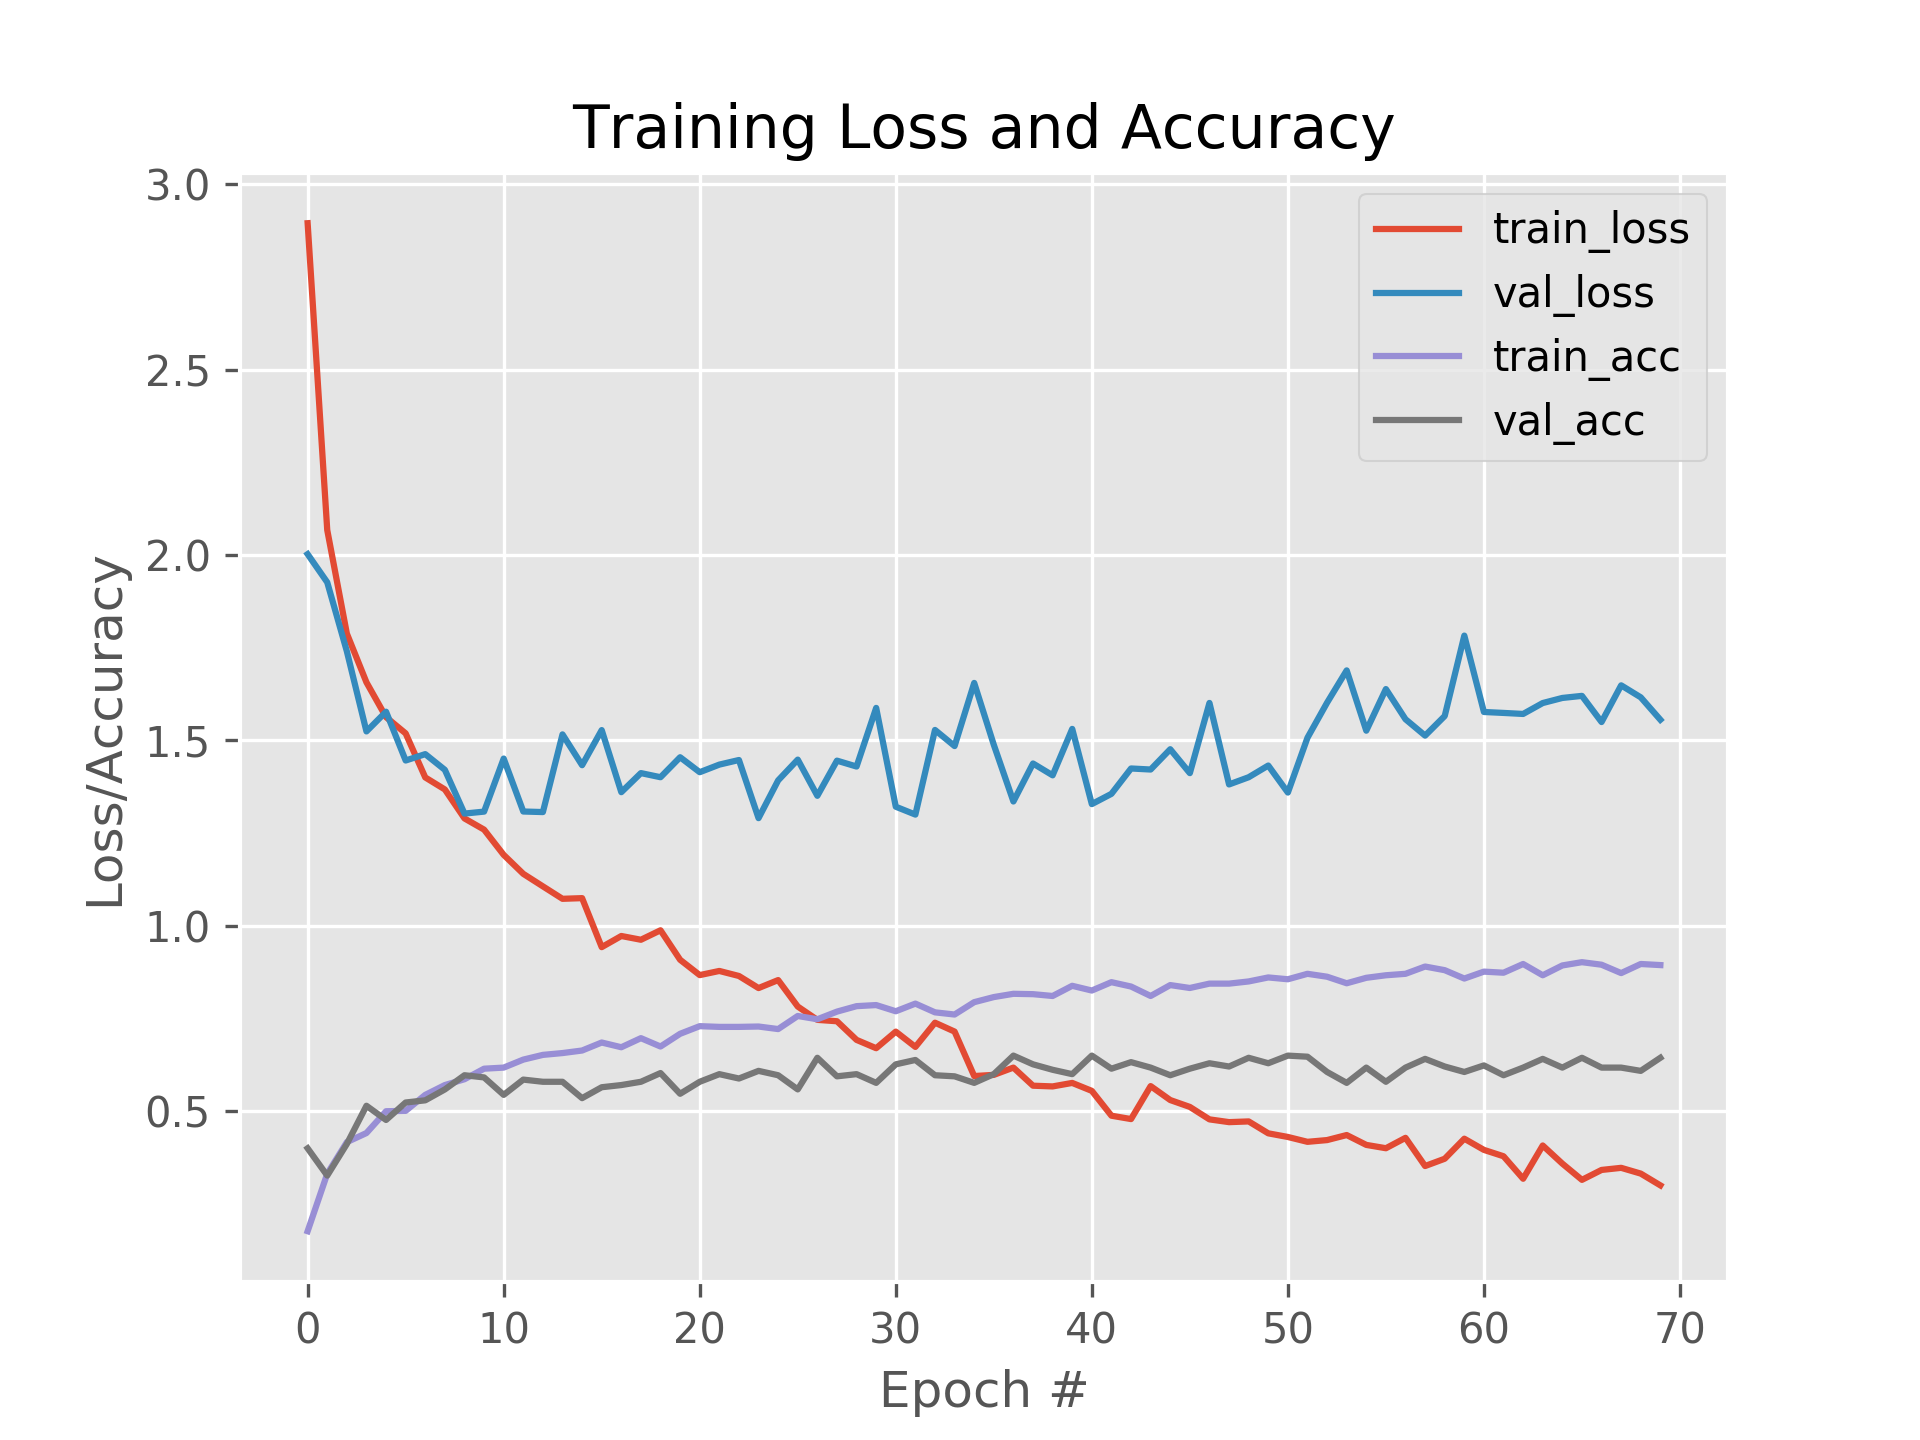 Training Loss and Accuracy
3.0
2.5
2.0
1.5
1.0
0.5
Loss/Accuracy
train_loss
val_loss
train_acc
val_acc
0 10 20 30 40 50 60 70
Epoch #